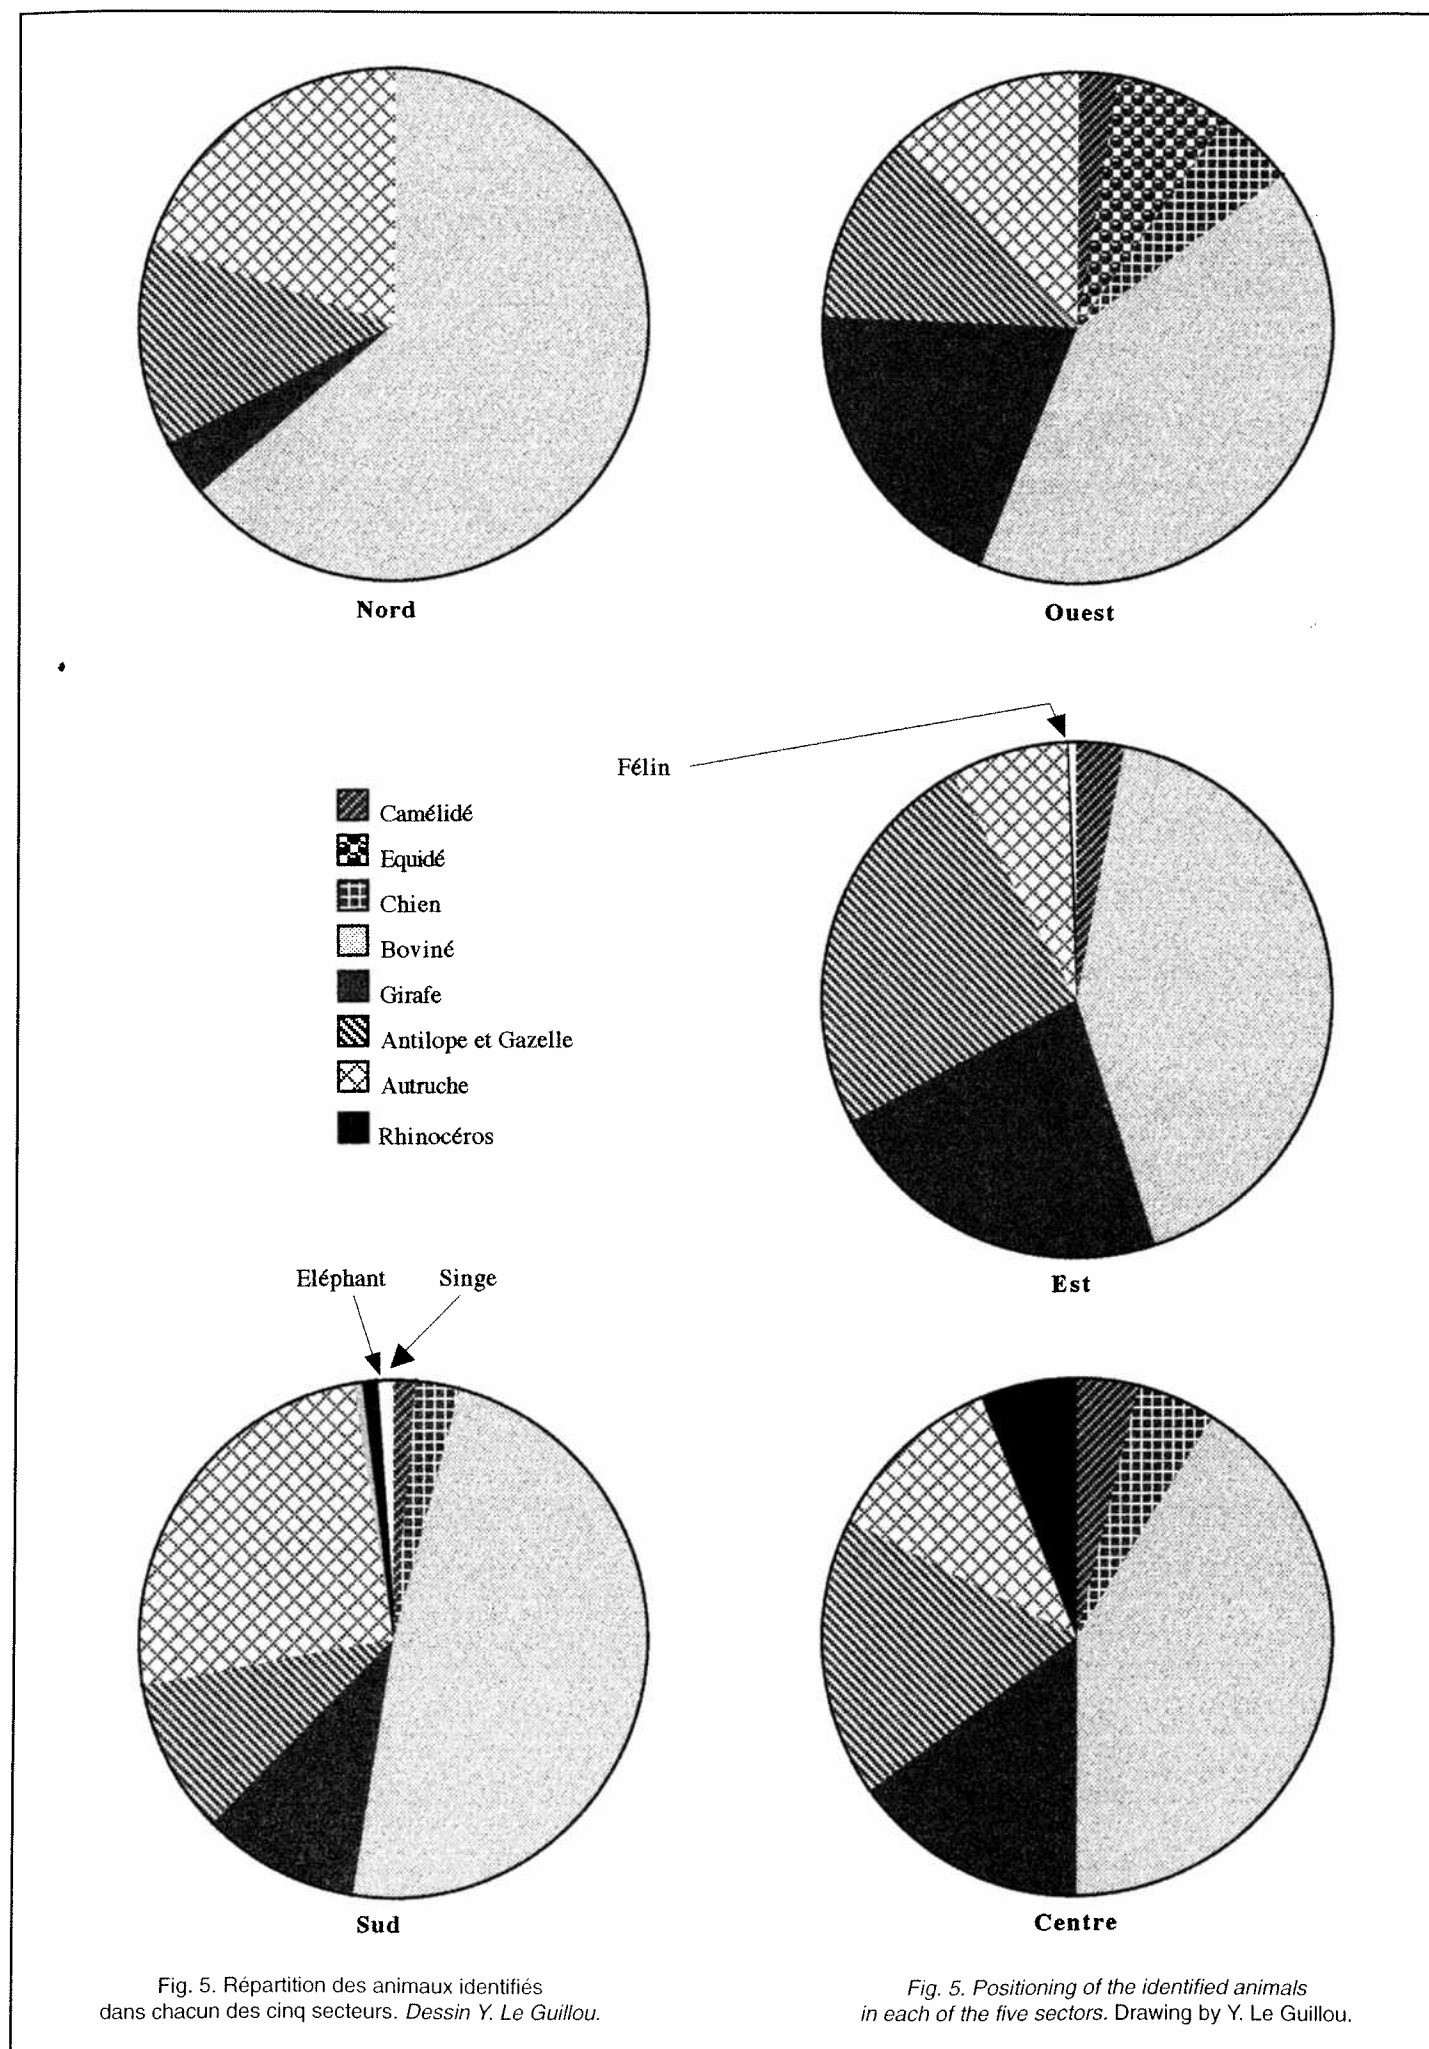 Nord
Ouest
Félin
Camélidé
Equidé
Chien
Boviné
Girafe
Antilope et Gazelle
Autruche
Rhinocéros
Est
Eléphant
Singe
Sud
Centre
Fig. 5. Répartition des animaux identifiés
dans chacun des cinq secteurs. Dessin Y. Le Guillou.
Fig. 5. Positioning of the identified animals
in each of the five sectors. Drawing by Y. Le Guillou.